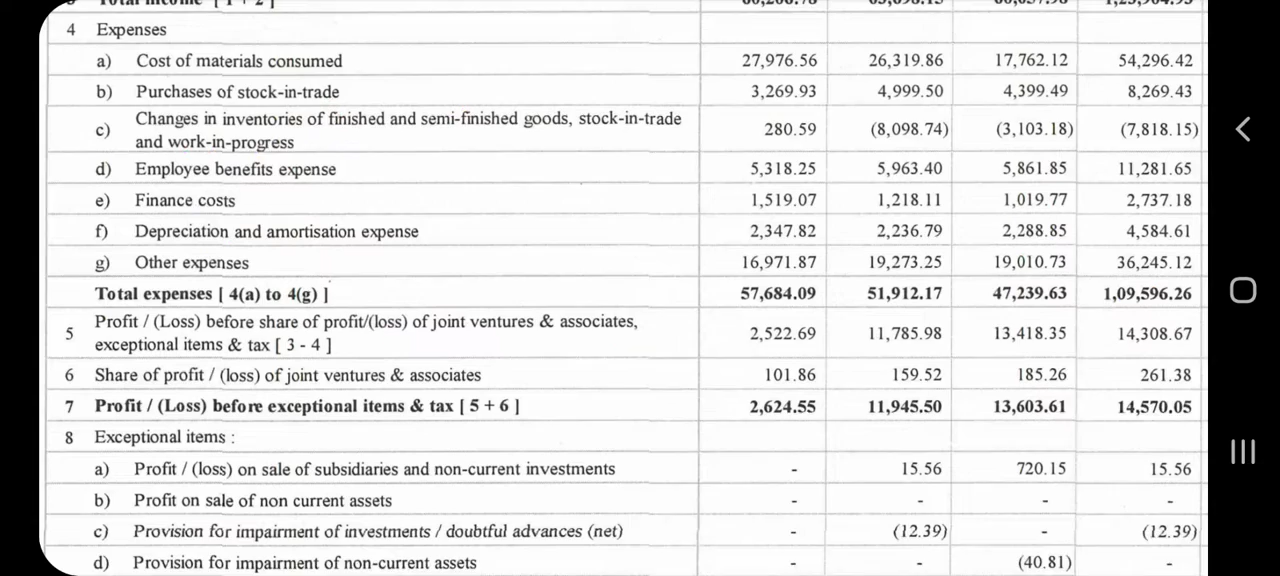 3 Total income [ 1 + 2 ]
4 Expenses
a) Cost of materials consumed 27,976.56 26,319.86 17,762.12 54,296.42
b) Purchases of stock-in-trade 3,269.93 4,999.50 4,399.49 8,269.43
c) Changes in inventories of finished and semi-finished goods, stock-in-trade
and work-in-progress 280.59 (8,098.74) (3,103.18) (7,818.15)
d) Employee benefits expense 5,318.25 5,963.40 5,861.85 11,281.65
e) Finance costs 1,519.07 1,218.11 1,019.77 2,737.18
f) Depreciation and amortisation expense 2,347.82 2,236.79 2,288.85 4,584.61
g) Other expenses 16,971.87 19,273.25 19,010.73 36,245.12
Total expenses [ 4(a) to 4(g) ] 57,684.09 51,912.17 47,239.63 1,09,596.26
5 Profit / (Loss) before share of profit/(loss) of joint ventures & associates,
exceptional items & tax [ 3 - 4 ] 2,522.69 11,785.98 13,418.35 14,308.67
6 Share of profit / (loss) of joint ventures & associates 101.86 159.52 185.26 261.38
7 Profit / (Loss) before exceptional items & tax [ 5 + 6 ] 2,624.55 11,945.50 13,603.61 14,570.05
8 Exceptional items :
a) Profit / (loss) on sale of subsidiaries and non-current investments - 15.56 720.15 15.56
b) Profit on sale of non current assets - - - -
c) Provision for impairment of investments / doubtful advances (net) - (12.39) - (12.39)
d) Provision for impairment of non-current assets - - (40.81) -